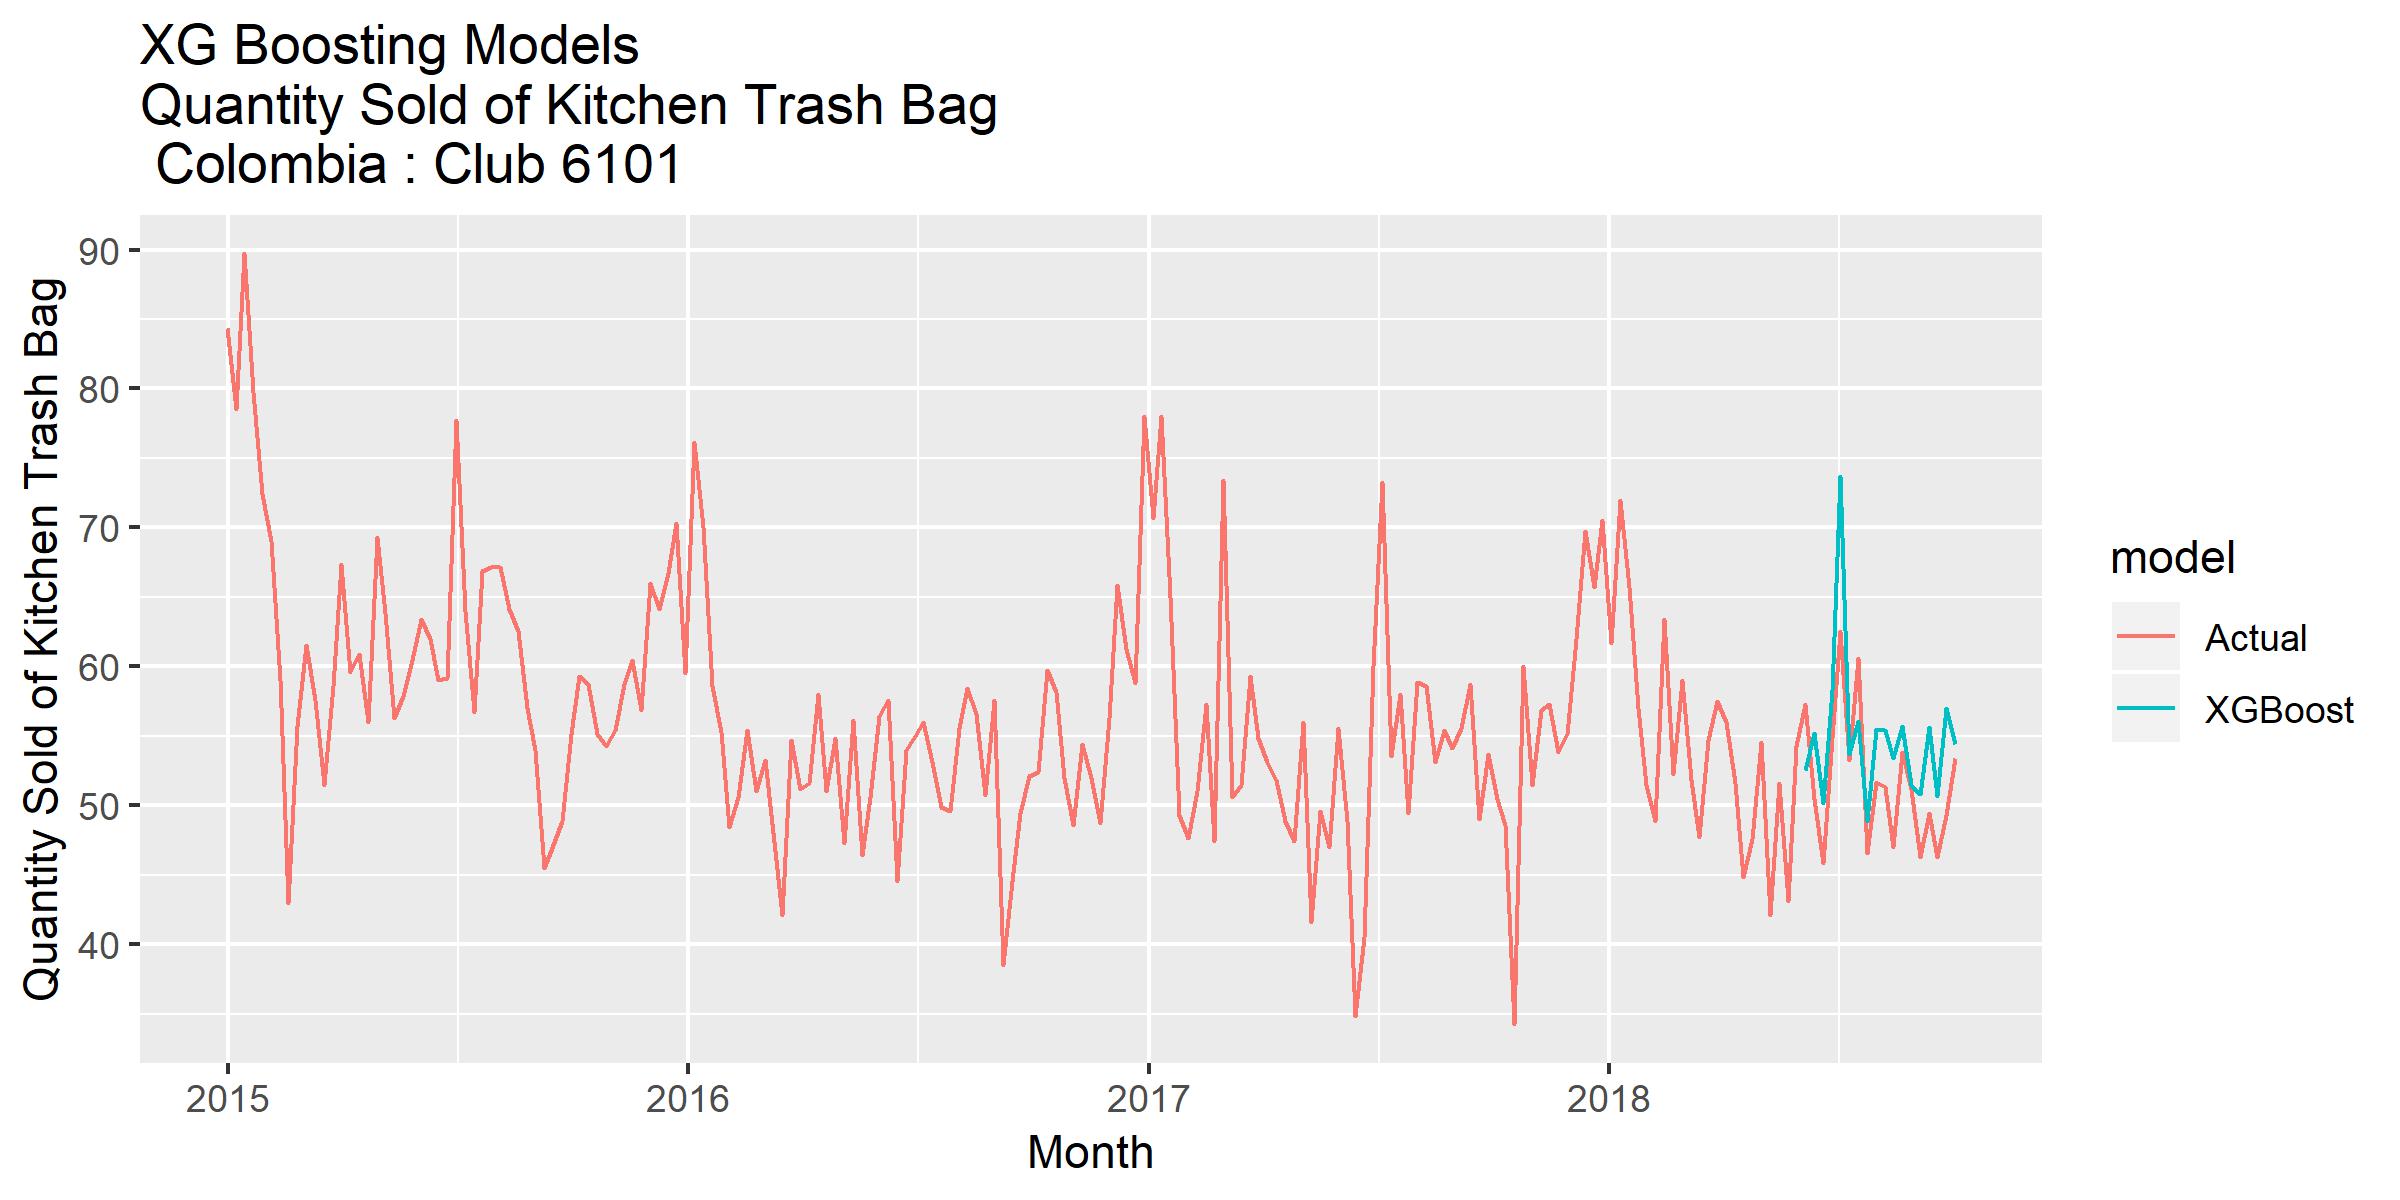 XG Boosting Models
Quantity Sold of Kitchen Trash Bag
Colombia : Club 6101
Quantity Sold of Kitchen Trash Bag
90
80
70
60
50
40
2015
2016
2017
2018
Month
model
Actual
XGBoost